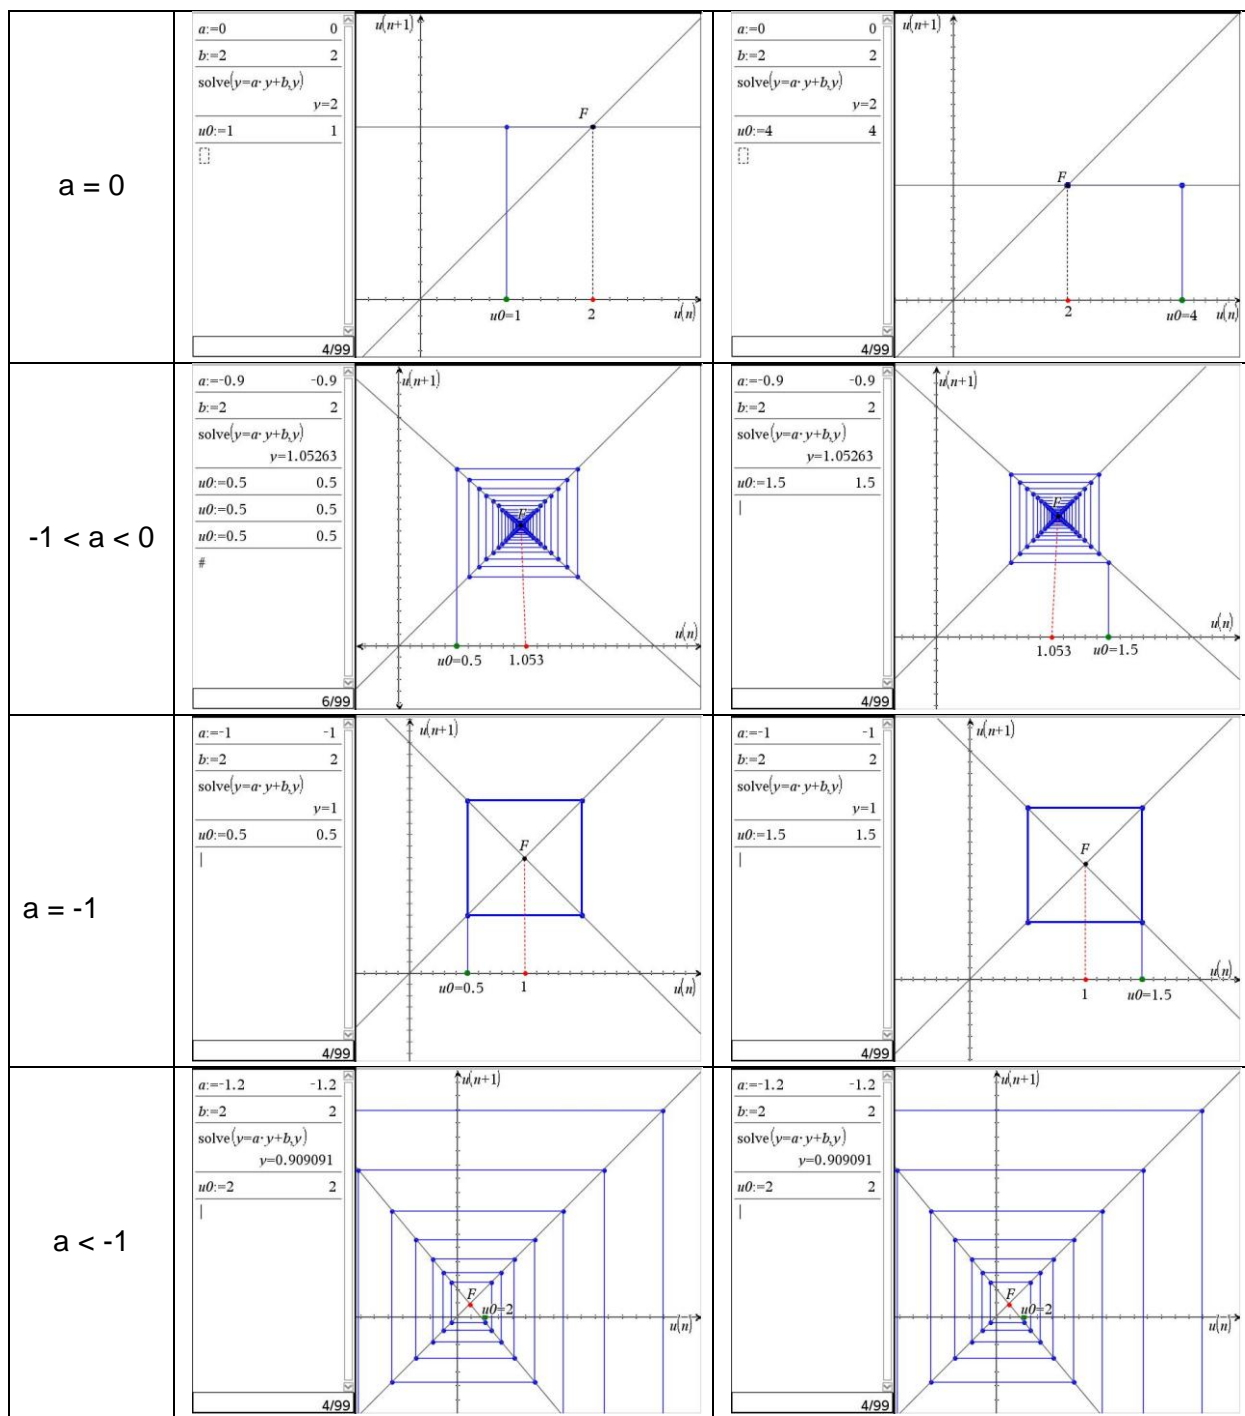 a = 0
a:=0 0
b:=2 2
solve(y=a·y+b,y)
y=2
u0:=1 1
4/99
u(n+1)
F
u0=1
2
u(n)
a:=0 0
b:=2 2
solve(y=a·y+b,y)
y=2
u0:=4 4
4/99
u(n+1)
F
2
u0=4
u(n)
-1 < a < 0
a:=-0.9 -0.9
b:=2 2
solve(y=a·y+b,y)
y=1.05263
u0:=0.5 0.5
u0:=0.5 0.5
u0:=0.5 0.5
#
6/99
u(n+1)
F
u(n)
u0=0.5
1.053
a:=-0.9 -0.9
b:=2 2
solve(y=a·y+b,y)
y=1.05263
u0:=1.5 1.5
4/99
u(n+1)
F
u(n)
1.053
u0=1.5
a = -1
a:=-1 -1
b:=2 2
solve(y=a·y+b,y)
y=1
u0:=0.5 0.5
4/99
u(n+1)
F
u0=0.5
1
u(n)
a:=-1 -1
b:=2 2
solve(y=a·y+b,y)
y=1
u0:=1.5 1.5
4/99
u(n+1)
F
u(n)
1
u0=1.5
a < -1
a:=-1.2 -1.2
b:=2 2
solve(y=a·y+b,y)
y=0.909091
u0:=2 2
4/99
u(n+1)
F
u0=2
u(n)
a:=-1.2 -1.2
b:=2 2
solve(y=a·y+b,y)
y=0.909091
u0:=2 2
4/99
u(n+1)
F
u0=2
u(n)